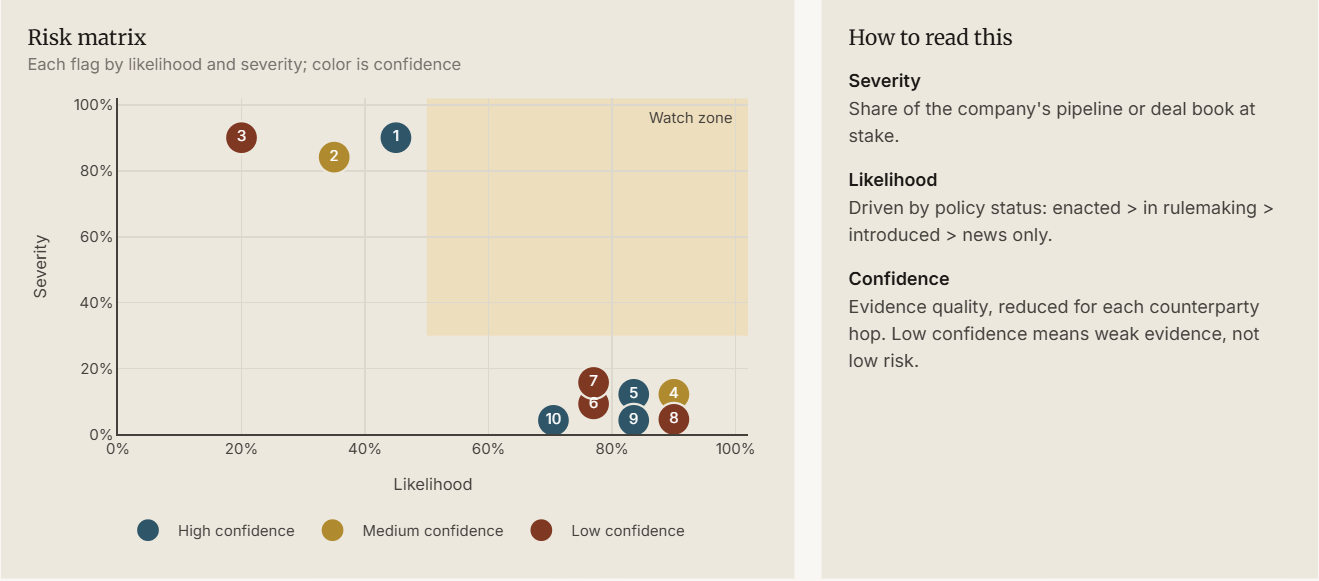 Risk matrix
Each flag by likelihood and severity; color is confidence
100%
80%
60%
40%
20%
0%
Severity
Watch zone
3
2
1
7
6
5
4
10
9
8
0%
20%
40%
60%
80%
100%
Likelihood
High confidence
Medium confidence
Low confidence
How to read this
Severity
Share of the company's pipeline or deal book at
stake.
Likelihood
Driven by policy status: enacted > in rulemaking >
introduced > news only.
Confidence
Evidence quality, reduced for each counterparty
hop. Low confidence means weak evidence, not
low risk.